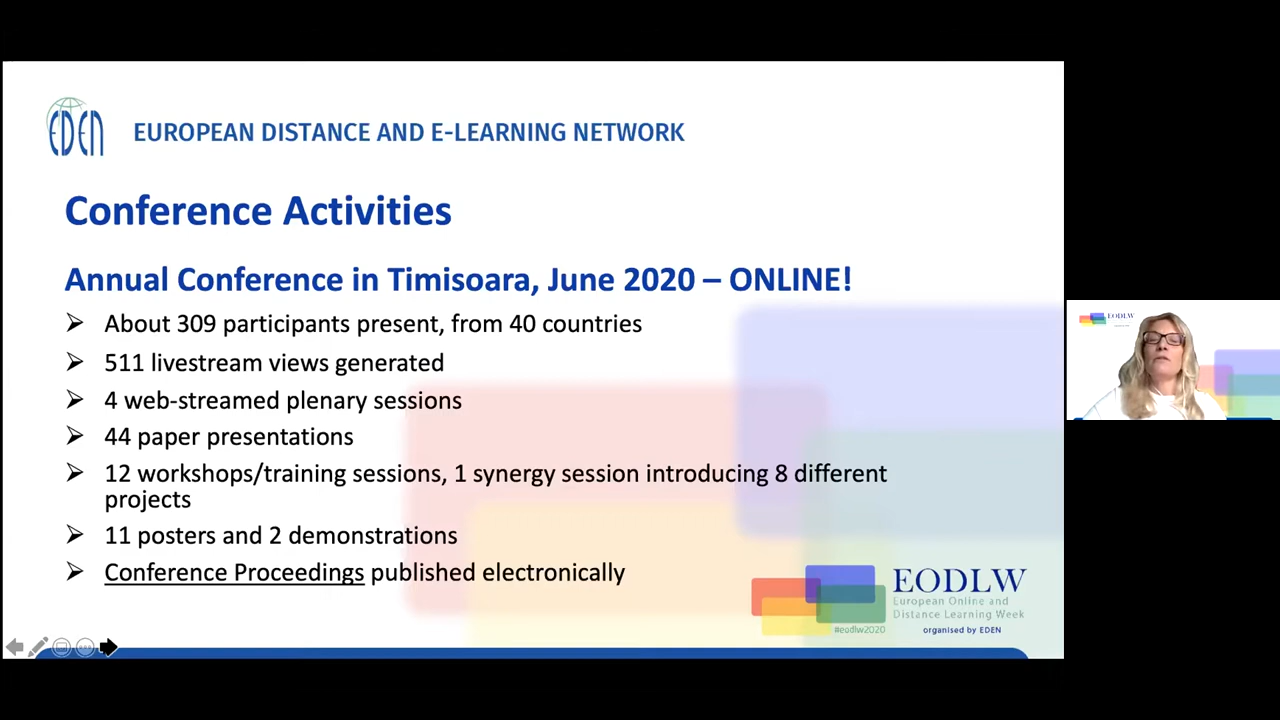 EDEN
EUROPEAN DISTANCE AND E-LEARNING NETWORK
Conference Activities
Annual Conference in Timisoara, June 2020 – ONLINE!
About 309 participants present, from 40 countries
511 livestream views generated
4 web-streamed plenary sessions
44 paper presentations
12 workshops/training sessions, 1 synergy session introducing 8 different
projects
11 posters and 2 demonstrations
Conference Proceedings published electronically
EODLW
European Online and
Distance Learning Week
#eodlw2020
organised by EDEN
EODLW